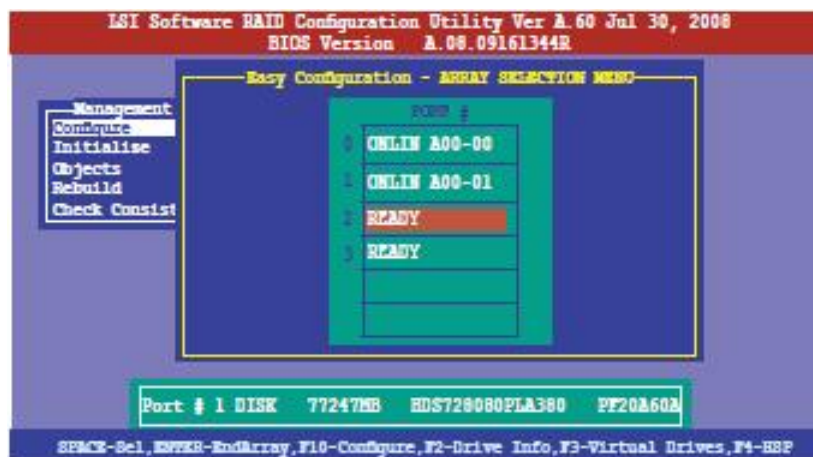 LSI Software RAID Configuration Utility Ver A.60 Jul 30, 2008
BIOS Version A.08.09161344R
Easy Configuration - ARRAY SELECTION MENU
Management
Configure
Initialise
Objects
Rebuild
Check Consist
PORT #
0 ONLIN A00-00
1 ONLIN A00-01
2 READY
3 READY
Port # 1 DISK 77247MB HDS728080PLA380 PF20A60A
SPACE-Sel,ENTER-EndArray,F10-Configure,F2-Drive Info,F3-Virtual Drives,F4-HSP